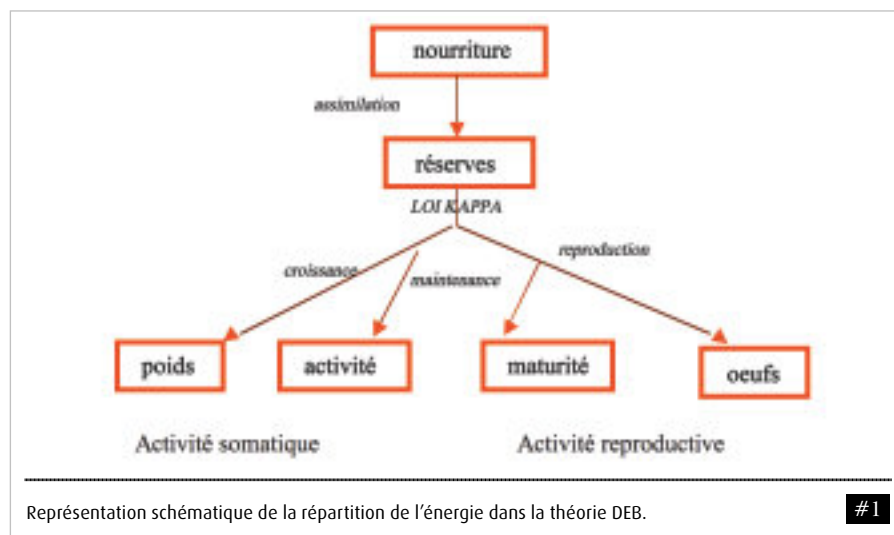 nourriture
assimilation
réserves
LOI KAPPA
reproduction
croissance
maintenance
poids
activité
maturité
oeufs
Activité somatique
Activité reproductive
Représentation schématique de la répartition de l'énergie dans la théorie DEB.
#1